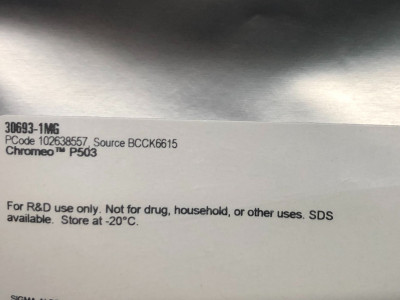 30693-1MG
PCode 102638557 Source BCCK6615
Chromeo™ P503
For R&D use only. Not for drug, household, or other uses. SDS
available. Store at -20°C.